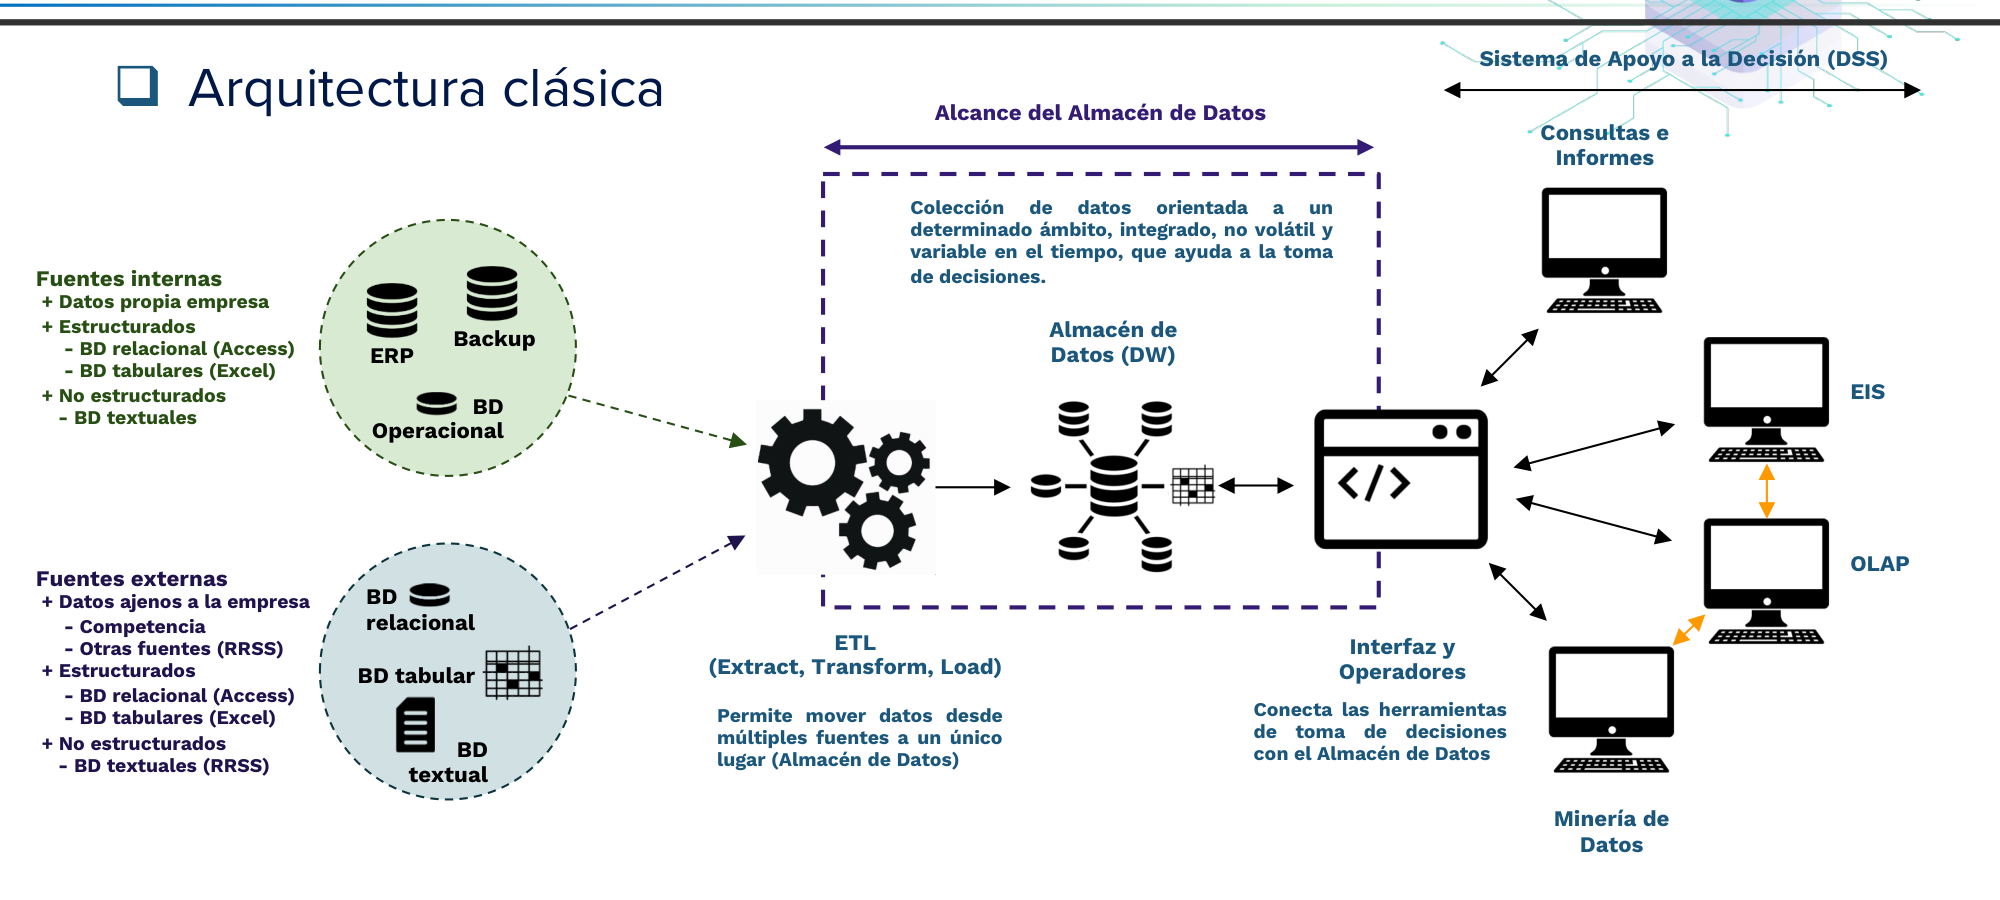 Arquitectura clásica
Sistema de Apoyo a la Decisión (DSS)
Alcance del Almacén de Datos
Colección de datos orientada a un
determinado ámbito, integrado, no volátil y
variable en el tiempo, que ayuda a la toma
de decisiones.
Fuentes internas
+ Datos propia empresa
+ Estructurados
- BD relacional (Access)
- BD tabulares (Excel)
+ No estructurados
- BD textuales
ERP
Backup
BD
Operacional
Fuentes externas
+ Datos ajenos a la empresa
- Competencia
- Otras fuentes (RRSS)
+ Estructurados
- BD relacional (Access)
- BD tabulares (Excel)
+ No estructurados
- BD textuales (RRSS)
BD
relacional
BD tabular
BD
textual
ETL
(Extract, Transform, Load)
Permite mover datos desde
múltiples fuentes a un único
lugar (Almacén de Datos)
Almacén de
Datos (DW)
</>
Interfaz y
Operadores
Conecta las herramientas
de toma de decisiones
con el Almacén de Datos
Consultas e
Informes
EIS
OLAP
Minería de
Datos